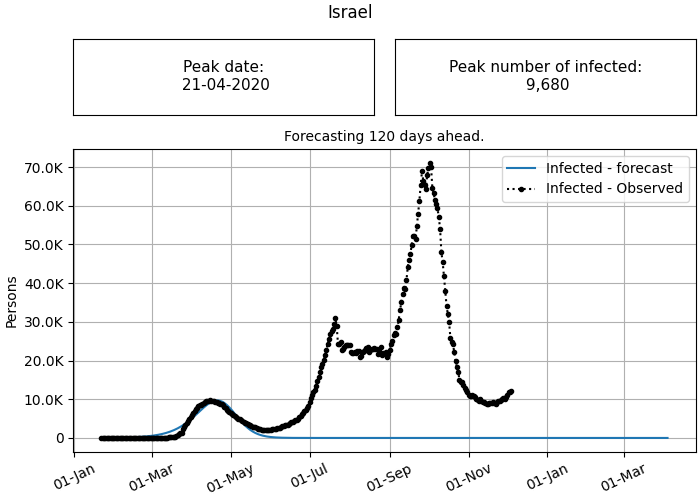 Israel
Peak date:
21-04-2020
Peak number of infected:
9,680
Forecasting 120 days ahead.
Infected - forecast
Infected - Observed
Persons
70.0K
60.0K
50.0K
40.0K
30.0K
20.0K
10.0K
0
01-Jan
01-Mar
01-May
01-Jul
01-Sep
01-Nov
01-Jan
01-Mar